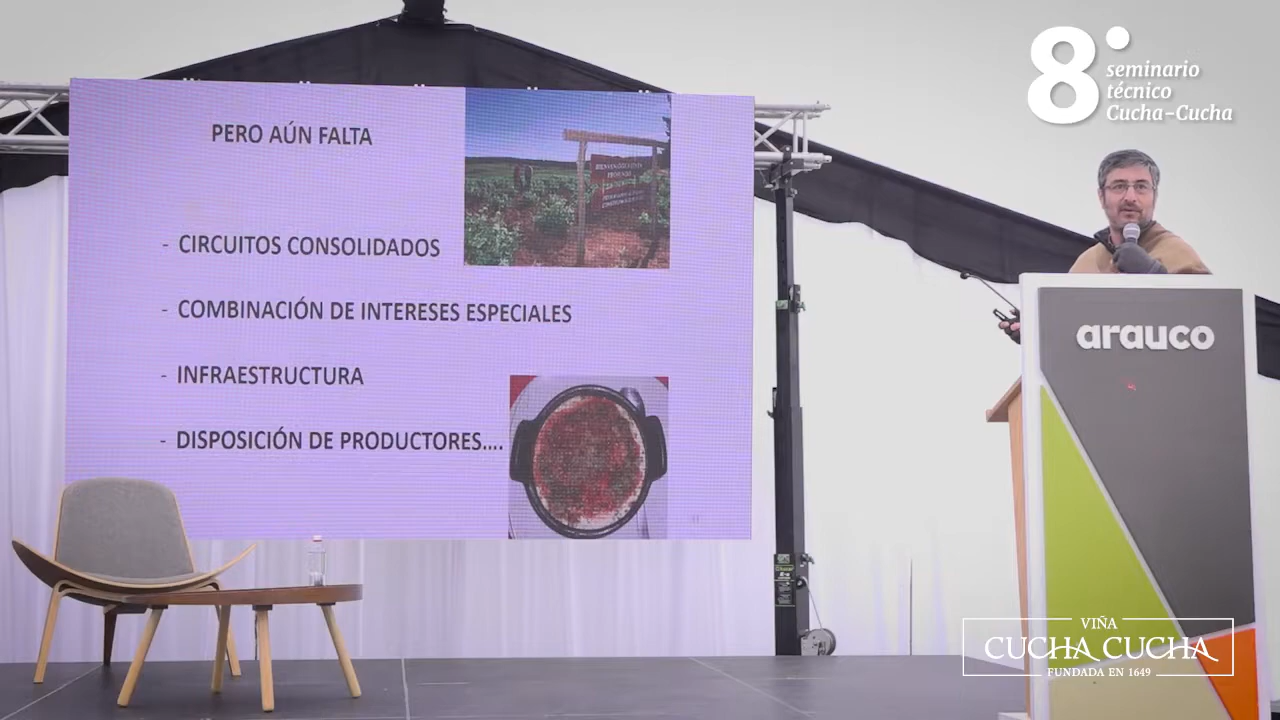 8°
seminario
técnico
Cucha-Cucha
PERO AÚN FALTA
- CIRCUITOS CONSOLIDADOS
- COMBINACIÓN DE INTERESES ESPECIALES
- INFRAESTRUCTURA
- DISPOSICIÓN DE PRODUCTORES....
arauco
VIÑA
CUCHA CUCHA
FUNDADA EN 1649